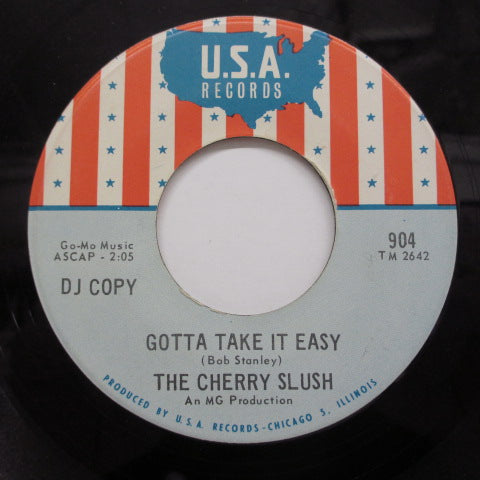 U.S.A.
RECORDS
Go-Mo Music
ASCAP - 2:05
DJ COPY
904
TM 2642
GOTTA TAKE IT EASY
(Bob Stanley)
THE CHERRY SLUSH
An MG Production
PRODUCED BY U.S.A. RECORDS-CHICAGO 5, ILLINOIS